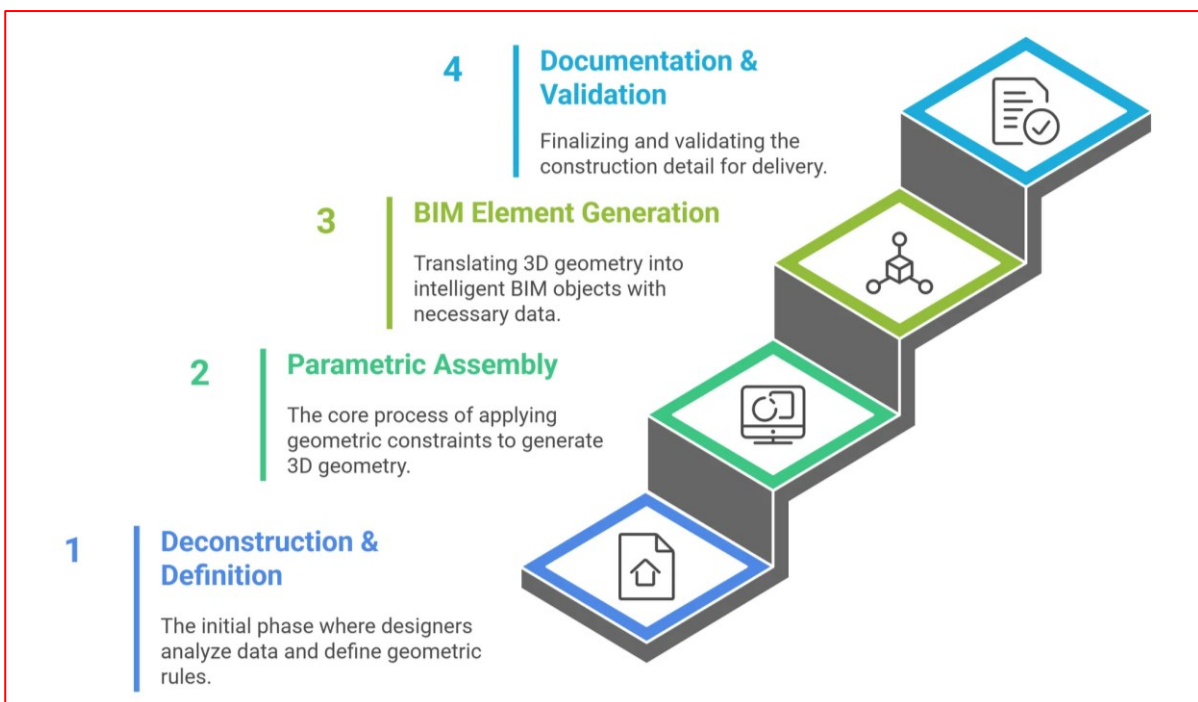 4
Documentation &
Validation
Finalizing and validating the
construction detail for delivery.
3
BIM Element Generation
Translating 3D geometry into
intelligent BIM objects with
necessary data.
2
Parametric Assembly
The core process of applying
geometric constraints to generate
3D geometry.
1
Deconstruction &
Definition
The initial phase where designers
analyze data and define geometric
rules.